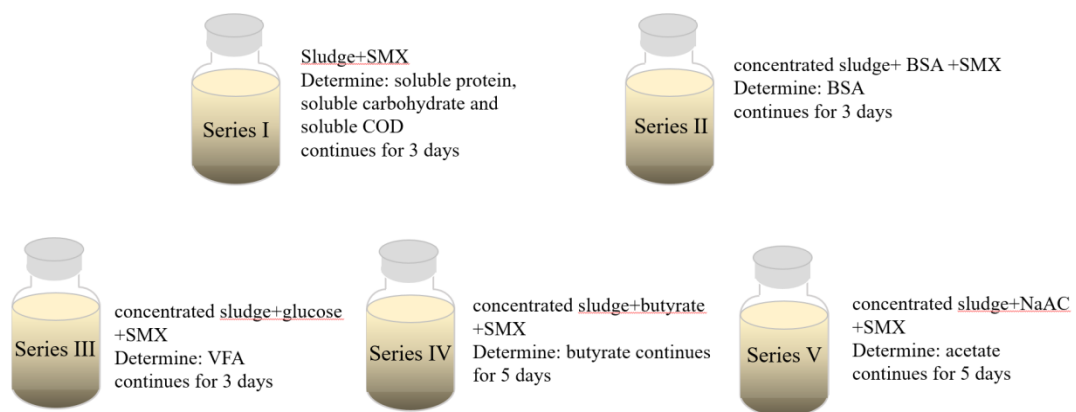 Series I
Sludge+SMX
Determine: soluble protein,
soluble carbohydrate and
soluble COD
continues for 3 days
Series II
concentrated sludge+ BSA +SMX
Determine: BSA
continues for 3 days
Series III
concentrated sludge+glucose
+SMX
Determine: VFA
continues for 3 days
Series IV
concentrated sludge+butyrate
+SMX
Determine: butyrate continues
for 5 days
Series V
concentrated sludge+NaAC
+SMX
Determine: acetate
continues for 5 days